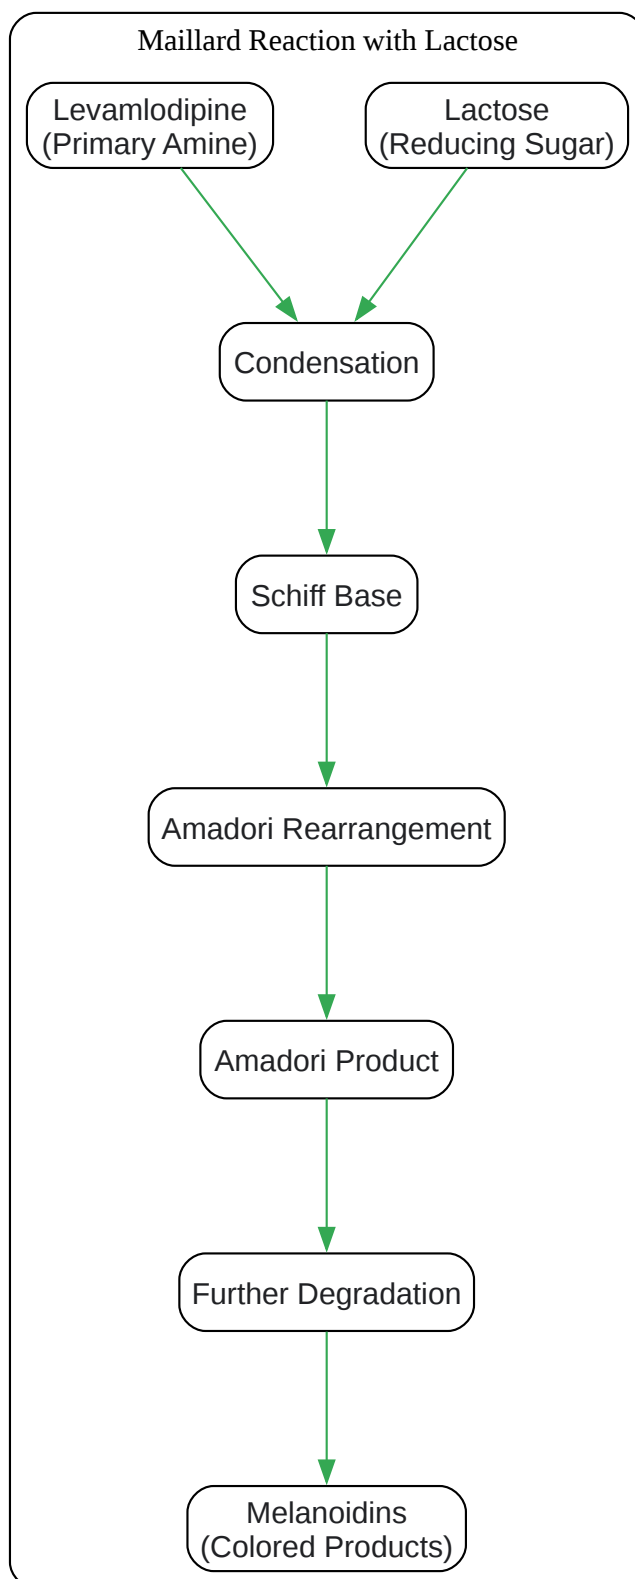 Maillard Reaction with Lactose
Levamlodipine
(Primary Amine)
Lactose
(Reducing Sugar)
Condensation
Schiff Base
Amadori Rearrangement
Amadori Product
Further Degradation
Melanoidins
(Colored Products)